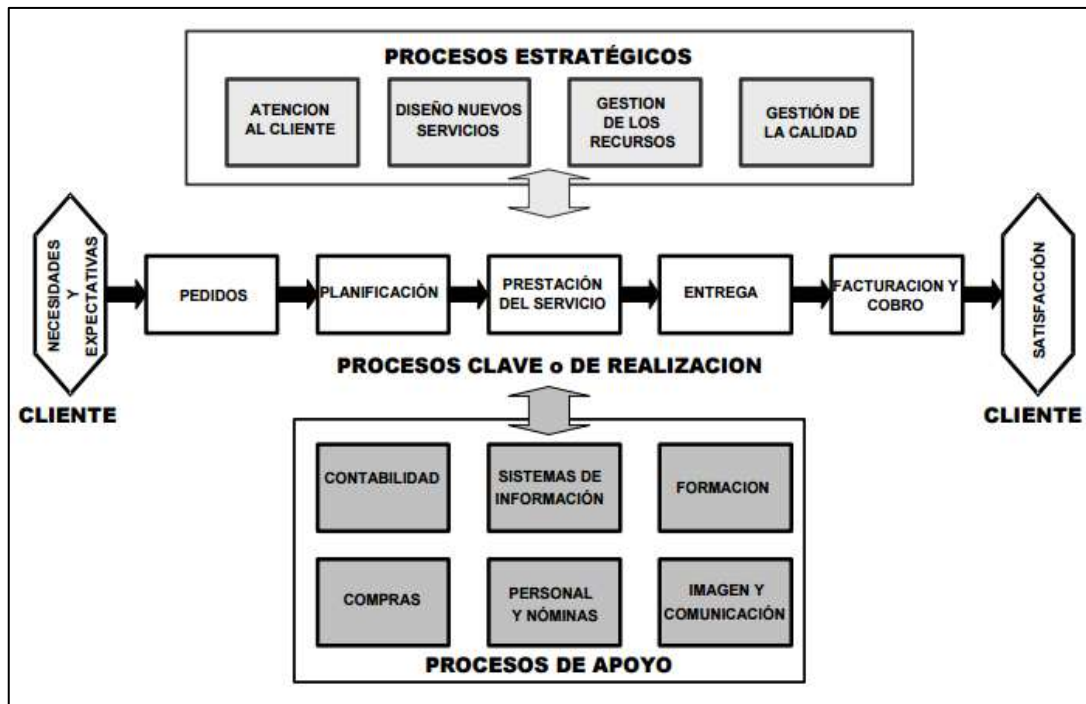 PROCESOS ESTRATÉGICOS
ATENCION
AL CLIENTE
DISEÑO NUEVOS
SERVICIOS
GESTION
DE LOS
RECURSOS
GESTIÓN DE
LA CALIDAD
NECESIDADES
Y
EXPECTATIVAS
CLIENTE
PEDIDOS
PLANIFICACIÓN
PRESTACIÓN
DEL SERVICIO
ENTREGA
FACTURACION Y
COBRO
SATISFACCIÓN
CLIENTE
PROCESOS CLAVE o DE REALIZACION
CONTABILIDAD
SISTEMAS DE
INFORMACIÓN
FORMACION
COMPRAS
PERSONAL
Y NÓMINAS
IMAGEN Y
COMUNICACIÓN
PROCESOS DE APOYO